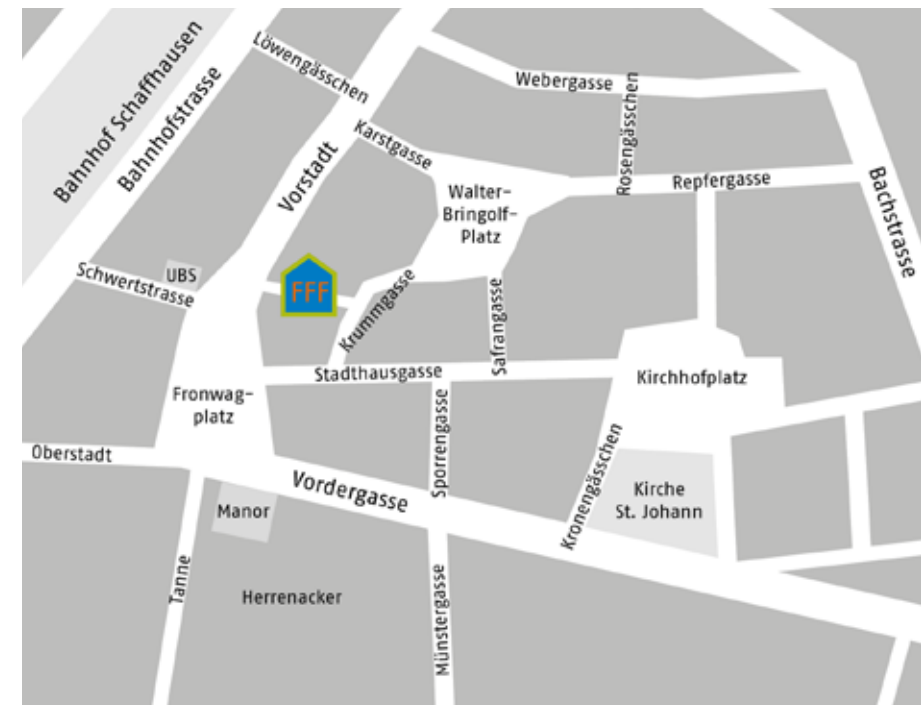 Bahnhof Schaffhausen
Bahnhofstrasse
Löwengässchen
Vorstadt
Karstgasse
Webergasse
Rosengässchen
Repfergasse
Bachstrasse
Walter-
Bringolf-
Platz
Schwertstrasse
UBS
FFF
Krummgasse
Safrangasse
Stadthausgasse
Kirchhofplatz
Fronwag-
platz
Oberstadt
Sporrengasse
Vordergasse
Kronengässchen
Kirche
St. Johann
Manor
Tanne
Herrenacker
Münstergasse